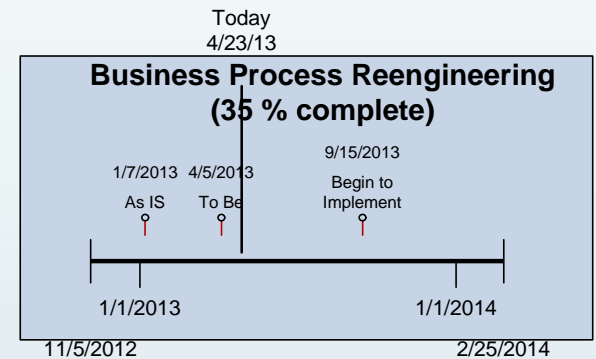 Today
4/23/13
Business Process Reengineering
(35 % complete)
9/15/2013
1/7/2013 4/5/2013
Begin to
Implement
As IS To Be
1/1/2013 1/1/2014
11/5/2012 2/25/2014